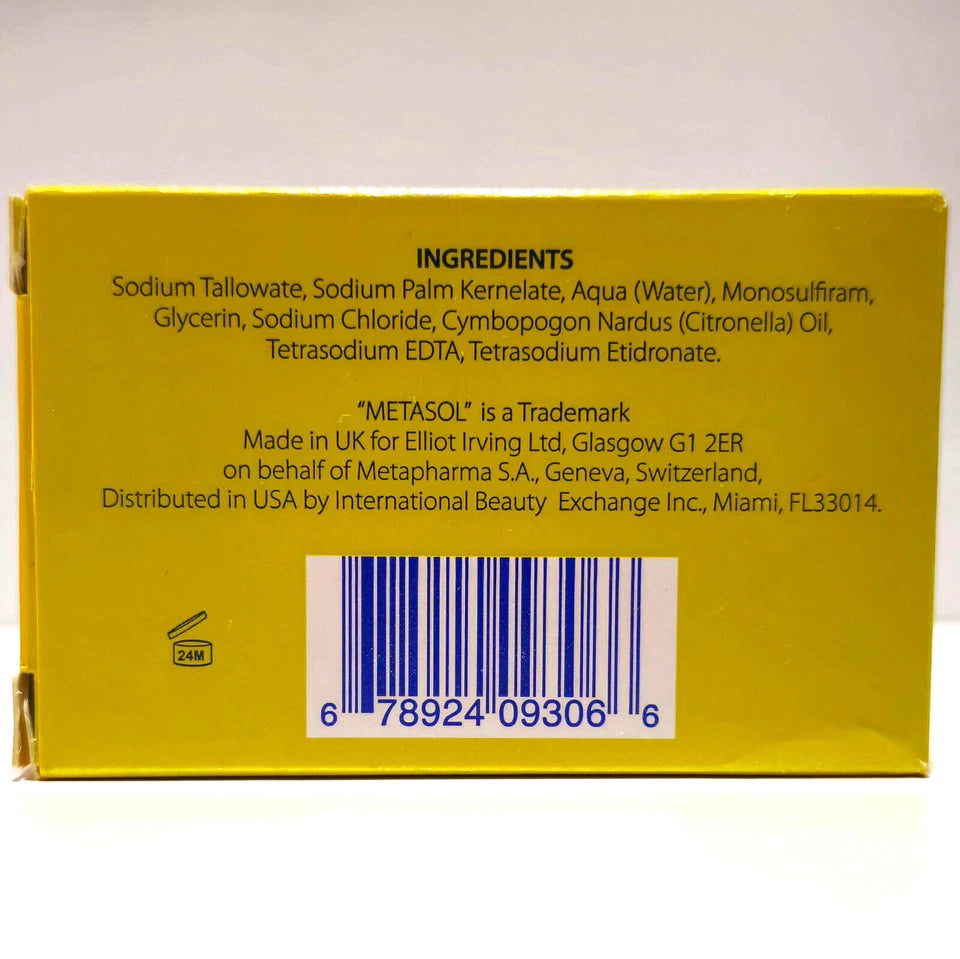 INGREDIENTS
Sodium Tallowate, Sodium Palm Kernelate, Aqua (Water), Monosulfiram,
Glycerin, Sodium Chloride, Cymbopogon Nardus (Citronella) Oil,
Tetrasodium EDTA, Tetrasodium Etidronate.
“METASOL” is a Trademark
Made in UK for Elliot Irving Ltd, Glasgow G1 2ER
on behalf of Metapharma S.A., Geneva, Switzerland,
Distributed in USA by International Beauty Exchange Inc., Miami, FL33014.
24M
6 78924 09306 6